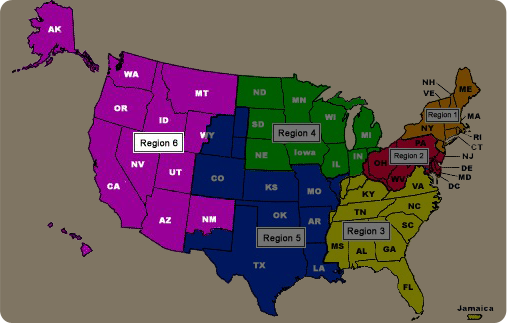 AK
WA
MT
ND
MN
OR
ID
WY
SD
WI
MI
NH
VE
ME
Region 1
MA
NY
RI
CT
Region 6
Region 4
NE
Iowa
IL
IN
OH
PA
Region 2
NJ
DE
MD
DC
WV
VA
NV
UT
CO
CA
AZ
NM
KS
MO
OK
AR
Region 5
TX
LA
KY
TN
NC
SC
Region 3
MS
AL
GA
FL
Jamaica